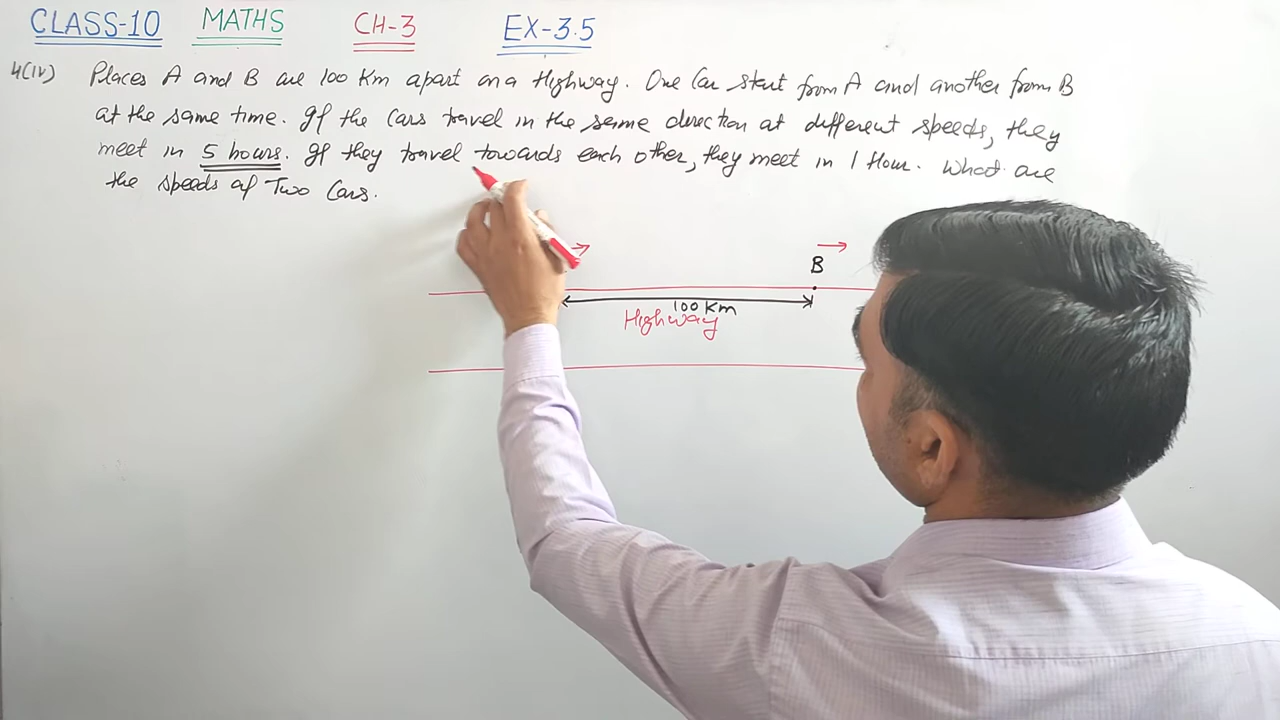 CLASS-10 MATHS CH-3 EX-3.5
4(iv) Places A and B are 100 Km apart on a Highway. One Car start from A and another from B
at the same time. If the Cars travel in the same direction at different speeds, they
meet in 5 hours. If they travel towards each other, they meet in 1 Hour. What are
the speeds of Two Cars.
B
100 Km
Highway